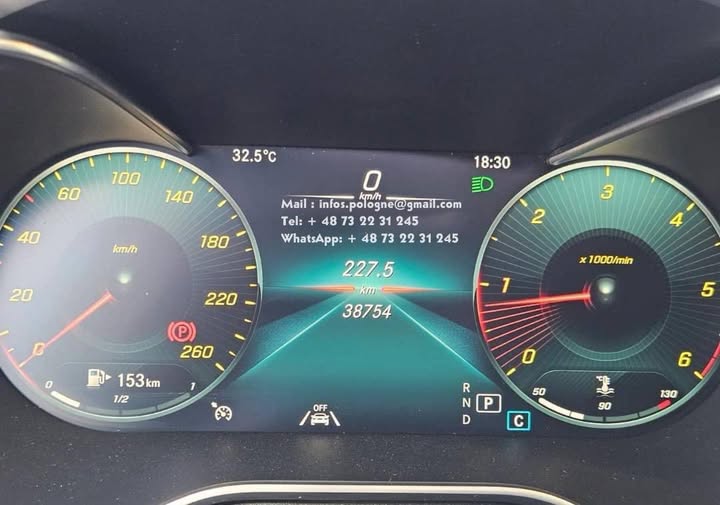 32.5°C
18:30
0
km/h
Mail : infos.pologne@gmail.com
Tel: + 48 73 22 31 245
WhatsApp: + 48 73 22 31 245
227.5
km
38754
0
20
40
60
100
140
180
220
260
km/h
P
153 km
0
1/2
1
OFF
R
N
P
D
C
0
1
2
3
4
5
6
x 1000/min
°C
50
90
130